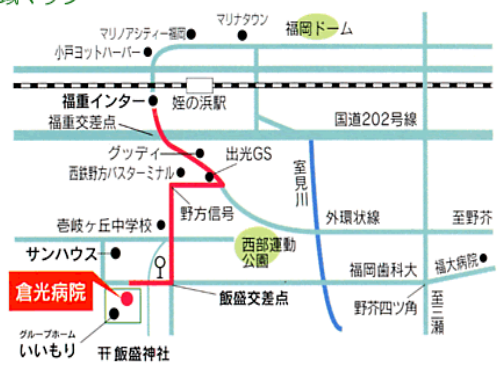 域マップ
マリナタウン
マリノアシティー福岡
福岡ドーム
小戸ヨットハーバー
福重インター
姪の浜駅
福重交差点
国道202号線
グッディ
出光GS
西鉄野方バスターミナル
室見川
野方信号
外環状線
至野芥
壱岐ヶ丘中学校
西部運動
公園
サンハウス
福岡歯科大
福大病院
倉光病院
飯盛交差点
野芥四ツ角
至三瀬
グループホーム
いいもり
飯盛神社